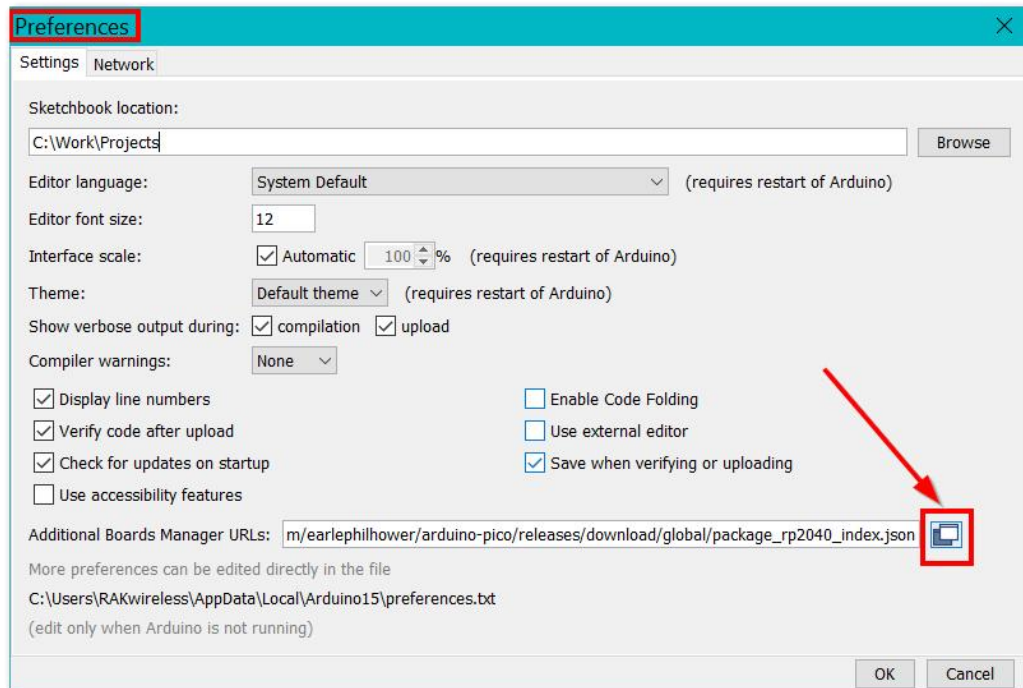 Preferences
Settings Network
Sketchbook location:
C:\Work\Projects Browse
Editor language: System Default (requires restart of Arduino)
Editor font size: 12
Interface scale: Automatic 100 % (requires restart of Arduino)
Theme: Default theme (requires restart of Arduino)
Show verbose output during: compilation upload
Compiler warnings: None
Display line numbers Enable Code Folding
Verify code after upload Use external editor
Check for updates on startup Save when verifying or uploading
Use accessibility features
Additional Boards Manager URLs: m/earlephilhower/arduino-pico/releases/download/global/package_rp2040_index.json
More preferences can be edited directly in the file
C:\Users\RAKwireless\AppData\Local\Arduino15\preferences.txt
(edit only when Arduino is not running)
OK Cancel